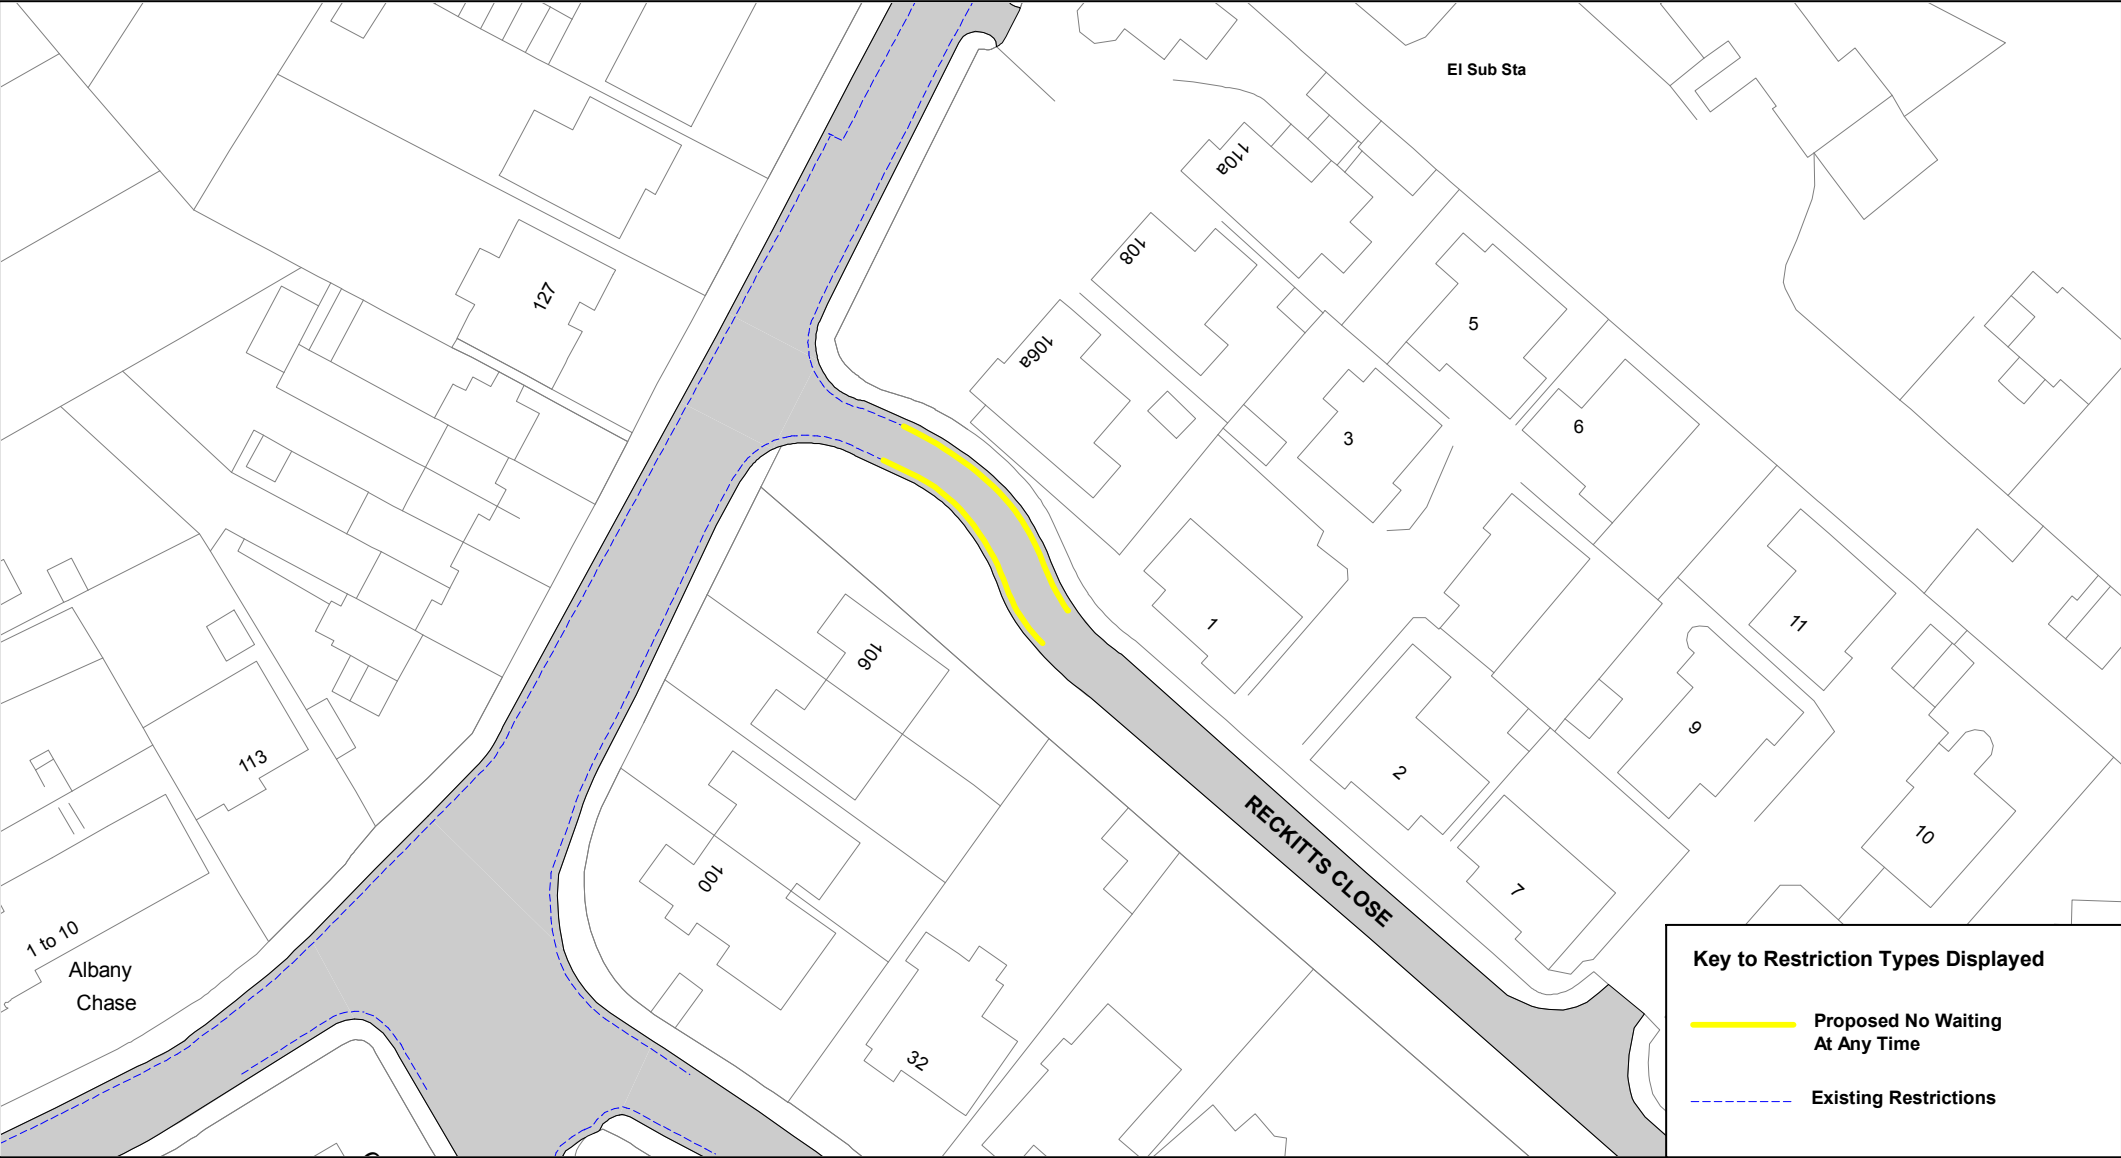 El Sub Sta
110a
108
127
106a
5
3
6
1
11
106
9
2
113
10
100
7
RECKITTS CLOSE
1 to 10
Albany
Chase
32
Key to Restriction Types Displayed
Proposed No Waiting
At Any Time
Existing Restrictions